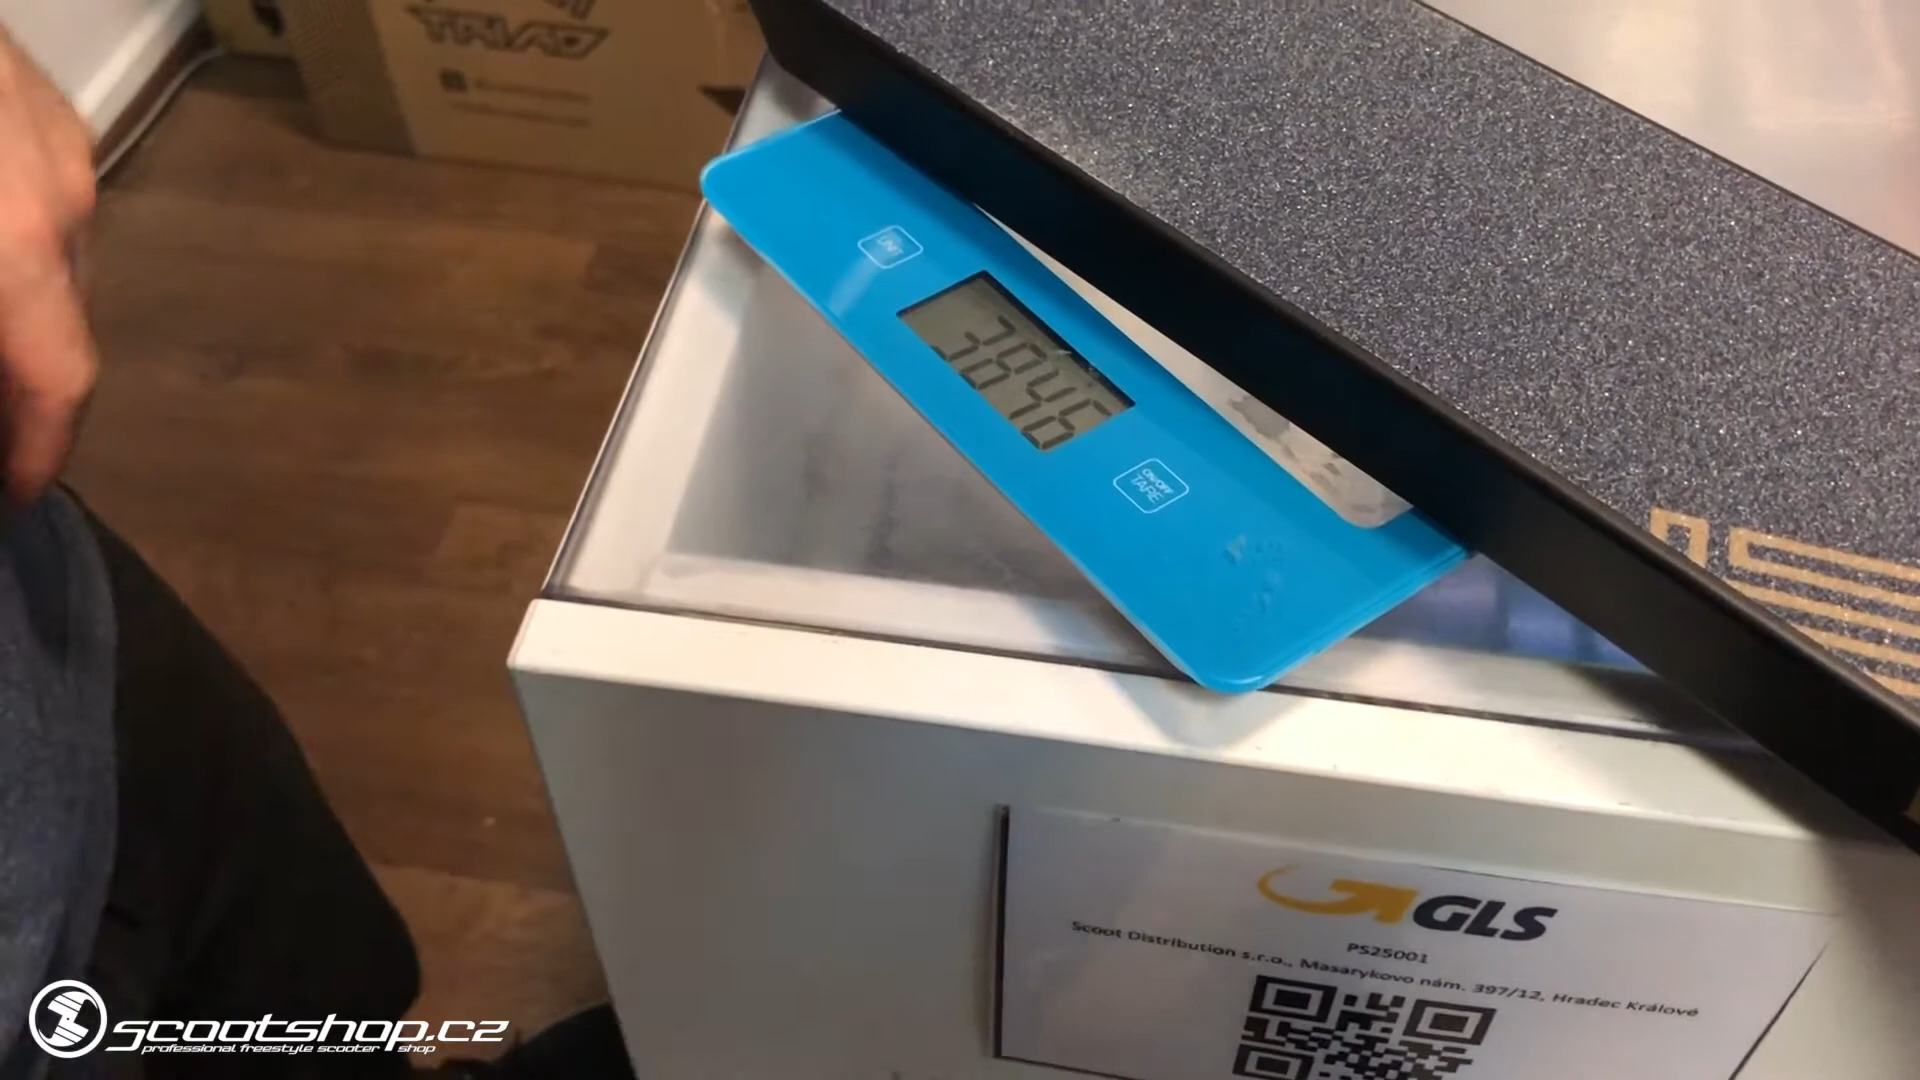 TRIAD
UNIT
3846
ON/OFF
TARE
GLS
PS25001
Scoot Distribution s.r.o., Masarykovo nám. 397/12, Hradec Králové
scootshop.cz
professional freestyle scooter shop